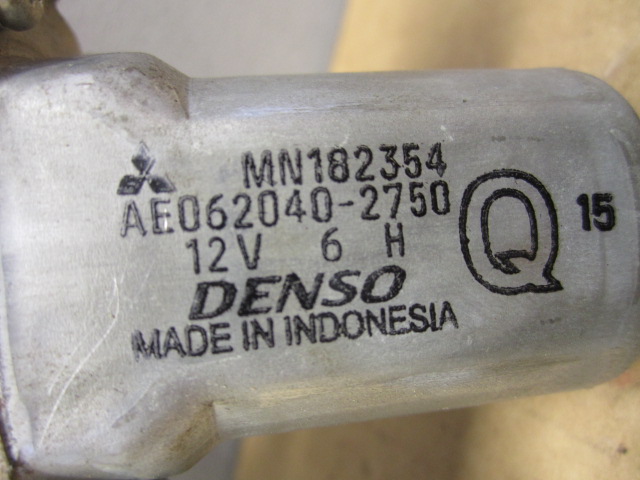 MN182354
AE062040-2750
12V 6 H
DENSO
MADE IN INDONESIA
Q 15